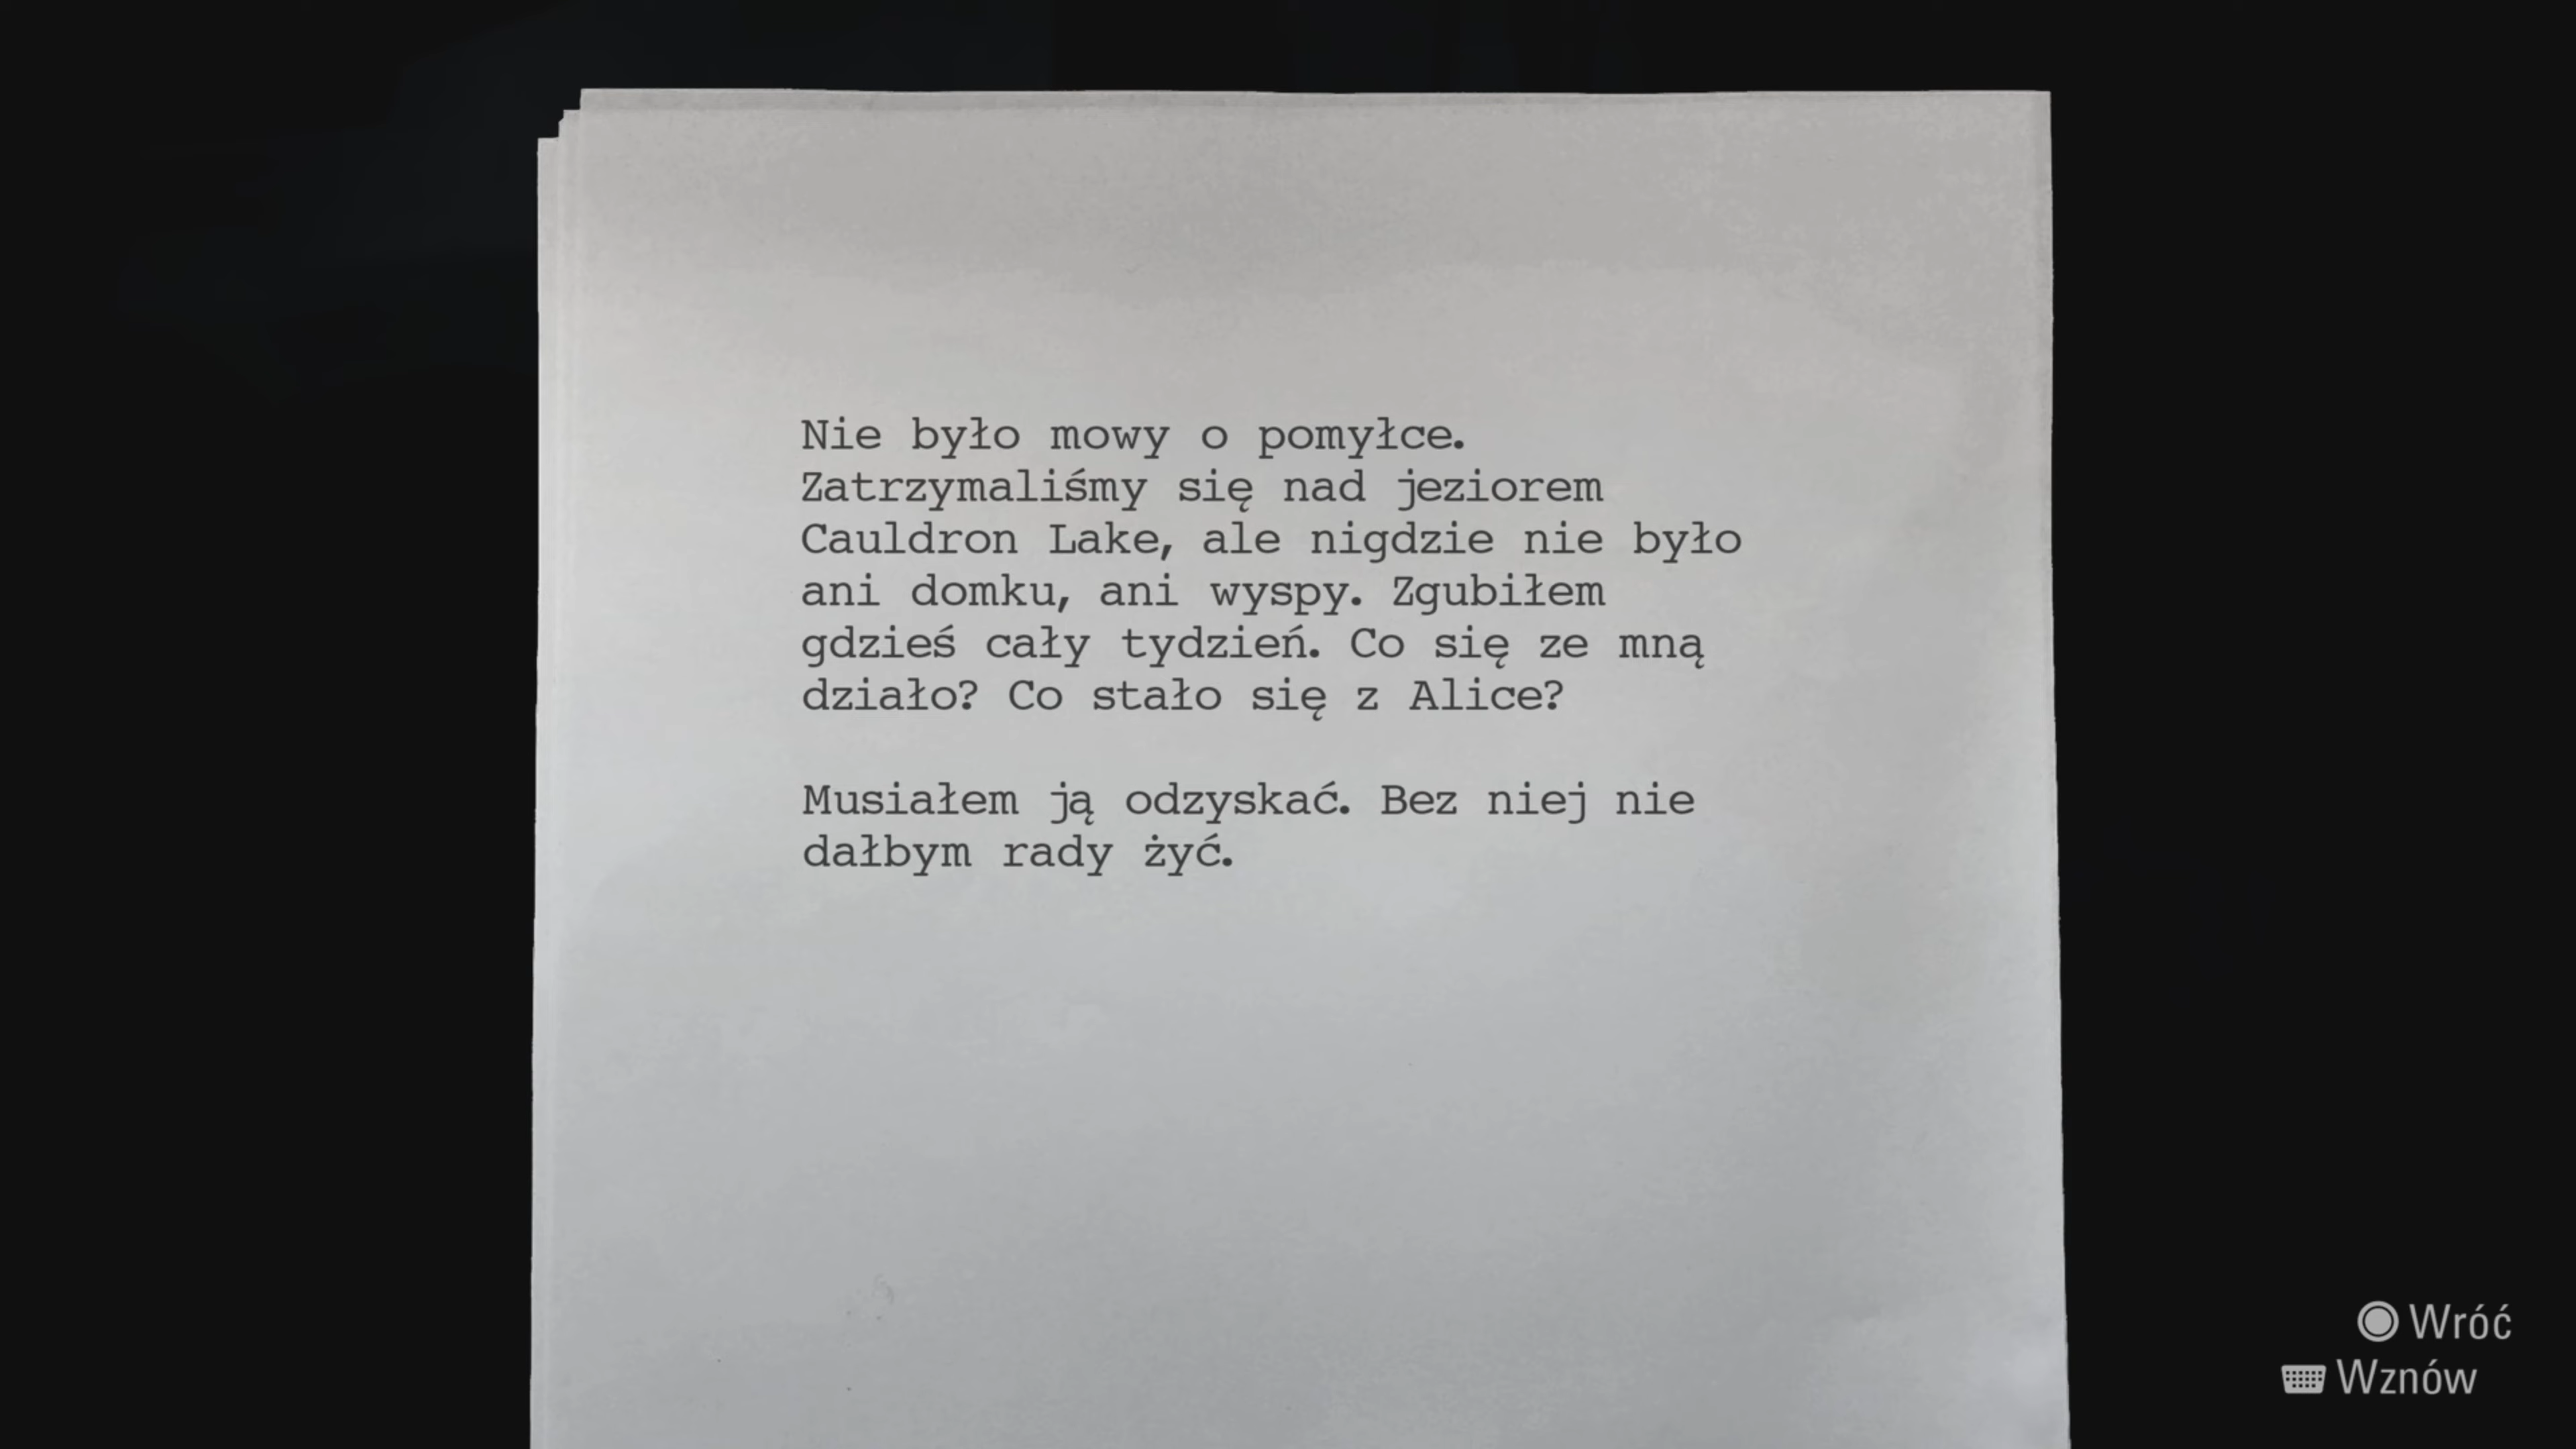 Nie było mowy o pomyłce.
Zatrzymaliśmy się nad jeziorem
Cauldron Lake, ale nigdzie nie było
ani domku, ani wyspy. Zgubiłem
gdzieś cały tydzień. Co się ze mną
działo? Co stało się z Alice?
Musiałem ją odzyskać. Bez niej nie
dałbym rady żyć.
Wróć
Wznów